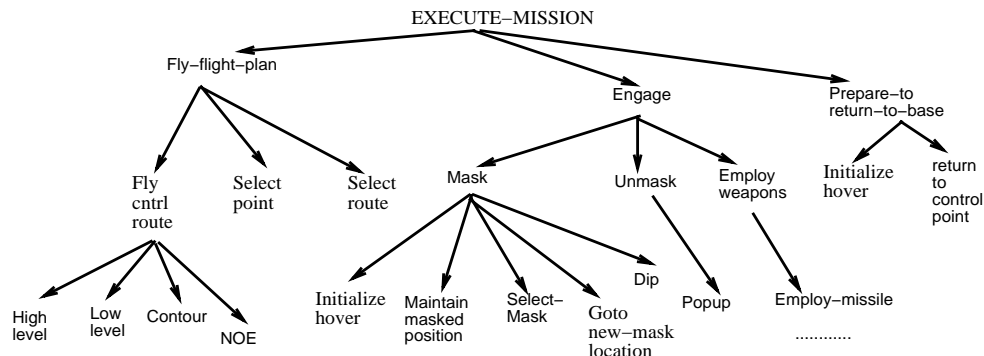 EXECUTE−MISSION
Fly−flight−plan
Engage
Prepare−to
return−to−base
Fly
cntrl
route
Select
point
Select
route
Mask
Unmask
Employ
weapons
Initialize
hover
return
to
control
point
High
level
Low
level
Contour
NOE
Initialize
hover
Maintain
masked
position
Select−
Mask
Goto
new−mask
location
Dip
Popup
Employ−missile
............